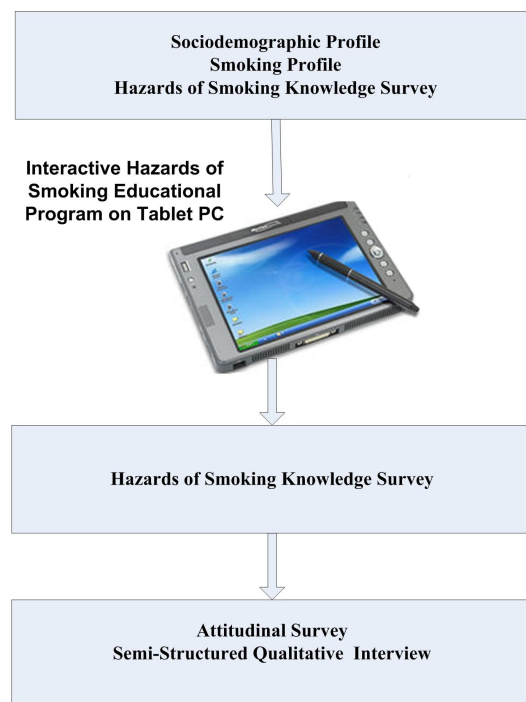 Sociodemographic Profile
Smoking Profile
Hazards of Smoking Knowledge Survey
Interactive Hazards of
Smoking Educational
Program on Tablet PC
Hazards of Smoking Knowledge Survey
Attitudinal Survey
Semi-Structured Qualitative Interview